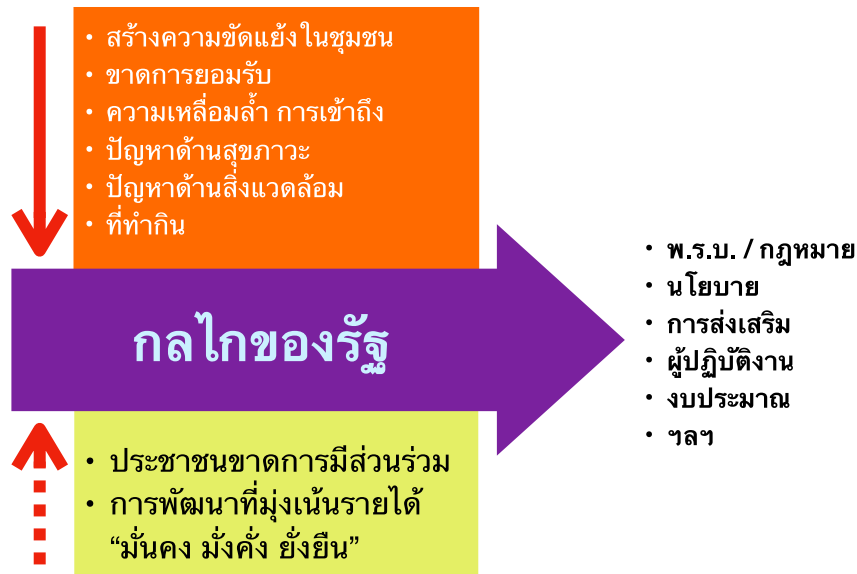 • สร้างความขัดแย้งในชุมชน
• ขาดการยอมรับ
• ความเหลื่อมล้ำ การเข้าถึง
• ปัญหาด้านสุขภาวะ
• ปัญหาด้านสิ่งแวดล้อม
• ที่ทำกิน
กลไกของรัฐ
• พ.ร.บ. / กฎหมาย
• นโยบาย
• การส่งเสริม
• ผู้ปฏิบัติงาน
• งบประมาณ
• ฯลฯ
• ประชาชนขาดการมีส่วนร่วม
• การพัฒนาที่มุ่งเน้นรายได้
“มั่นคง มั่งคั่ง ยั่งยืน”